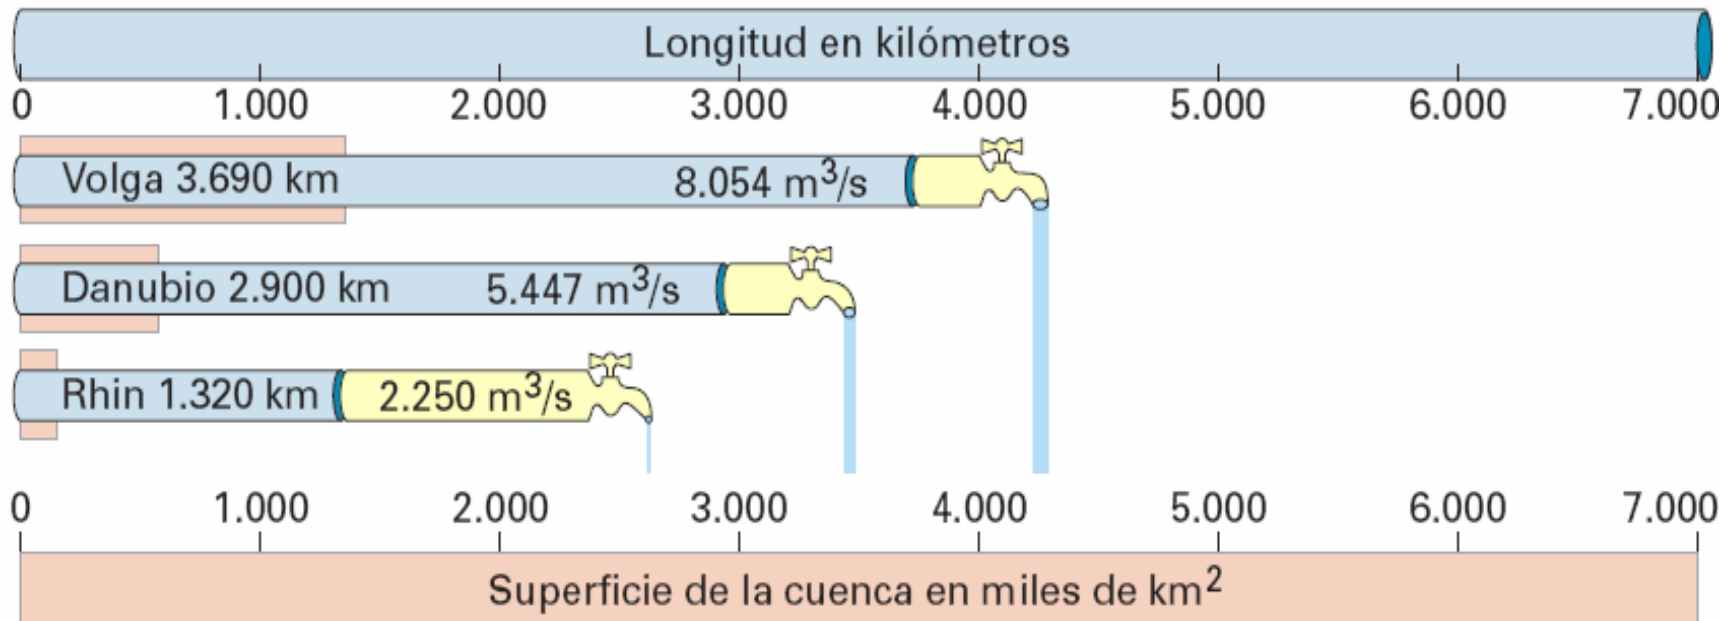 Longitud en kilómetros
0 1.000 2.000 3.000 4.000 5.000 6.000 7.000
Volga 3.690 km 8.054 m³/s
Danubio 2.900 km 5.447 m³/s
Rhin 1.320 km 2.250 m³/s
0 1.000 2.000 3.000 4.000 5.000 6.000 7.000
Superficie de la cuenca en miles de km²